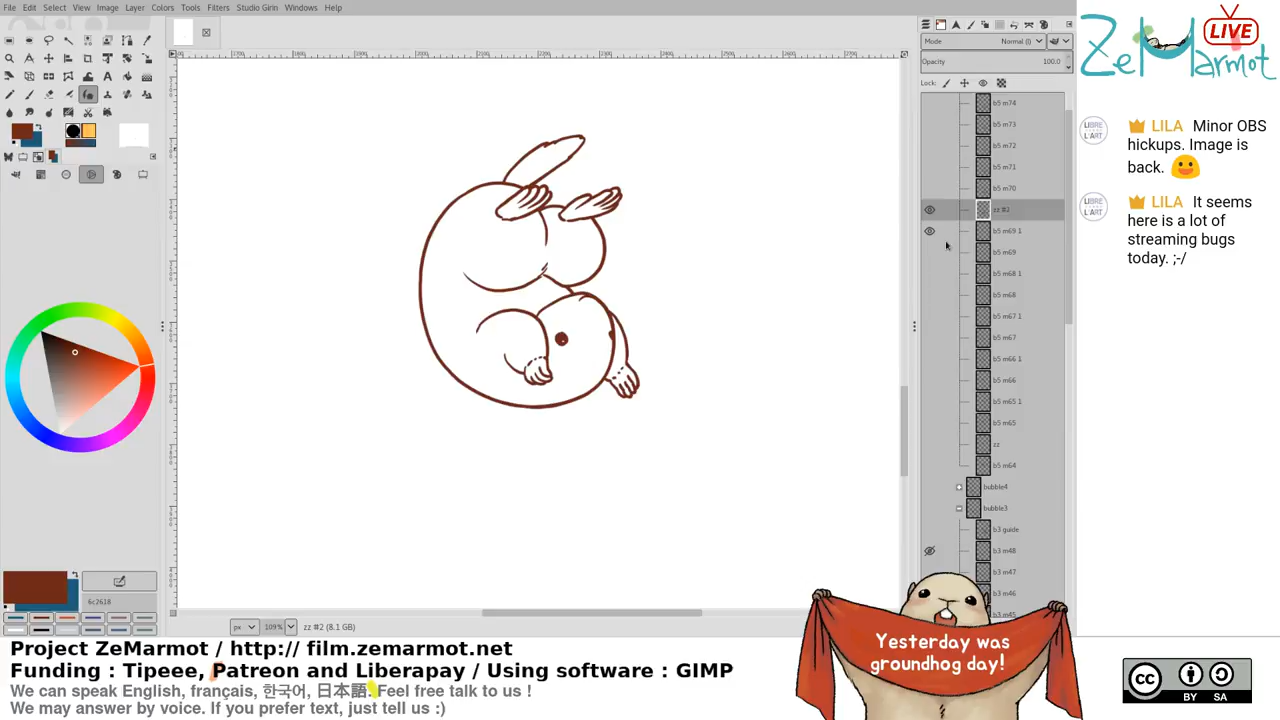 File Edit Select View Image Layer Colors Tools Filters Studio Girin Windows Help
Mode Normal (l)
Opacity 100.0
Lock:
b5 m74
b5 m73
b5 m72
b5 m71
b5 m70
zz #2
b5 m69 1
b5 m69
b5 m68 1
b5 m68
b5 m67 1
b5 m67
b5 m66 1
b5 m66
b5 m65 1
b5 m65
zz
b5 m64
bubble4
bubble3
b3 guide
b3 m48
b3 m47
b3 m46
b3 m45
6c2618
px 109% zz #2 (8.1 GB)
ZeMarmot
LIVE
LIBRE
L'ART
LILA Minor OBS
hickups. Image is
back.
LIBRE
L'ART
LILA It seems
here is a lot of
streaming bugs
today. ;-/
Yesterday was
groundhog day!
Project ZeMarmot / http:// film.zemarmot.net
Funding : Tipeee, Patreon and Liberapay / Using software : GIMP
We can speak English, français, 한국어, 日本語. Feel free talk to us !
We may answer by voice. If you prefer text, just tell us :)
cc
BY SA